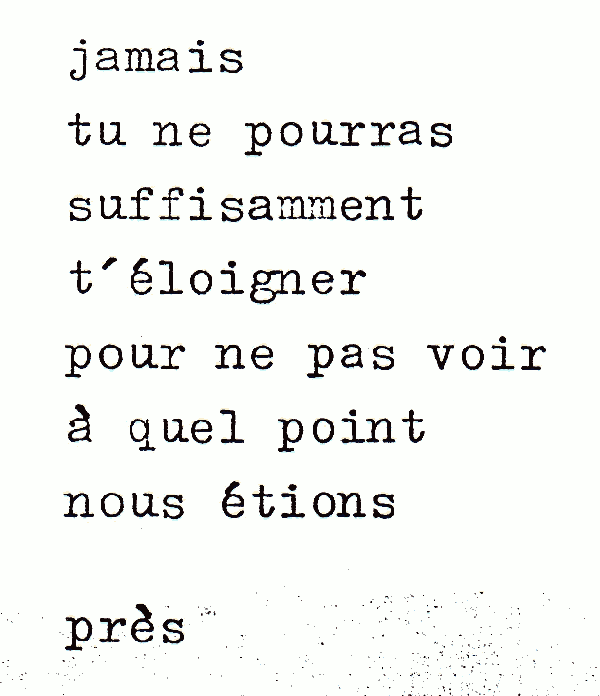 jamais
tu ne pourras
suffisamment
t´éloigner
pour ne pas voir
à quel point
nous étions
près